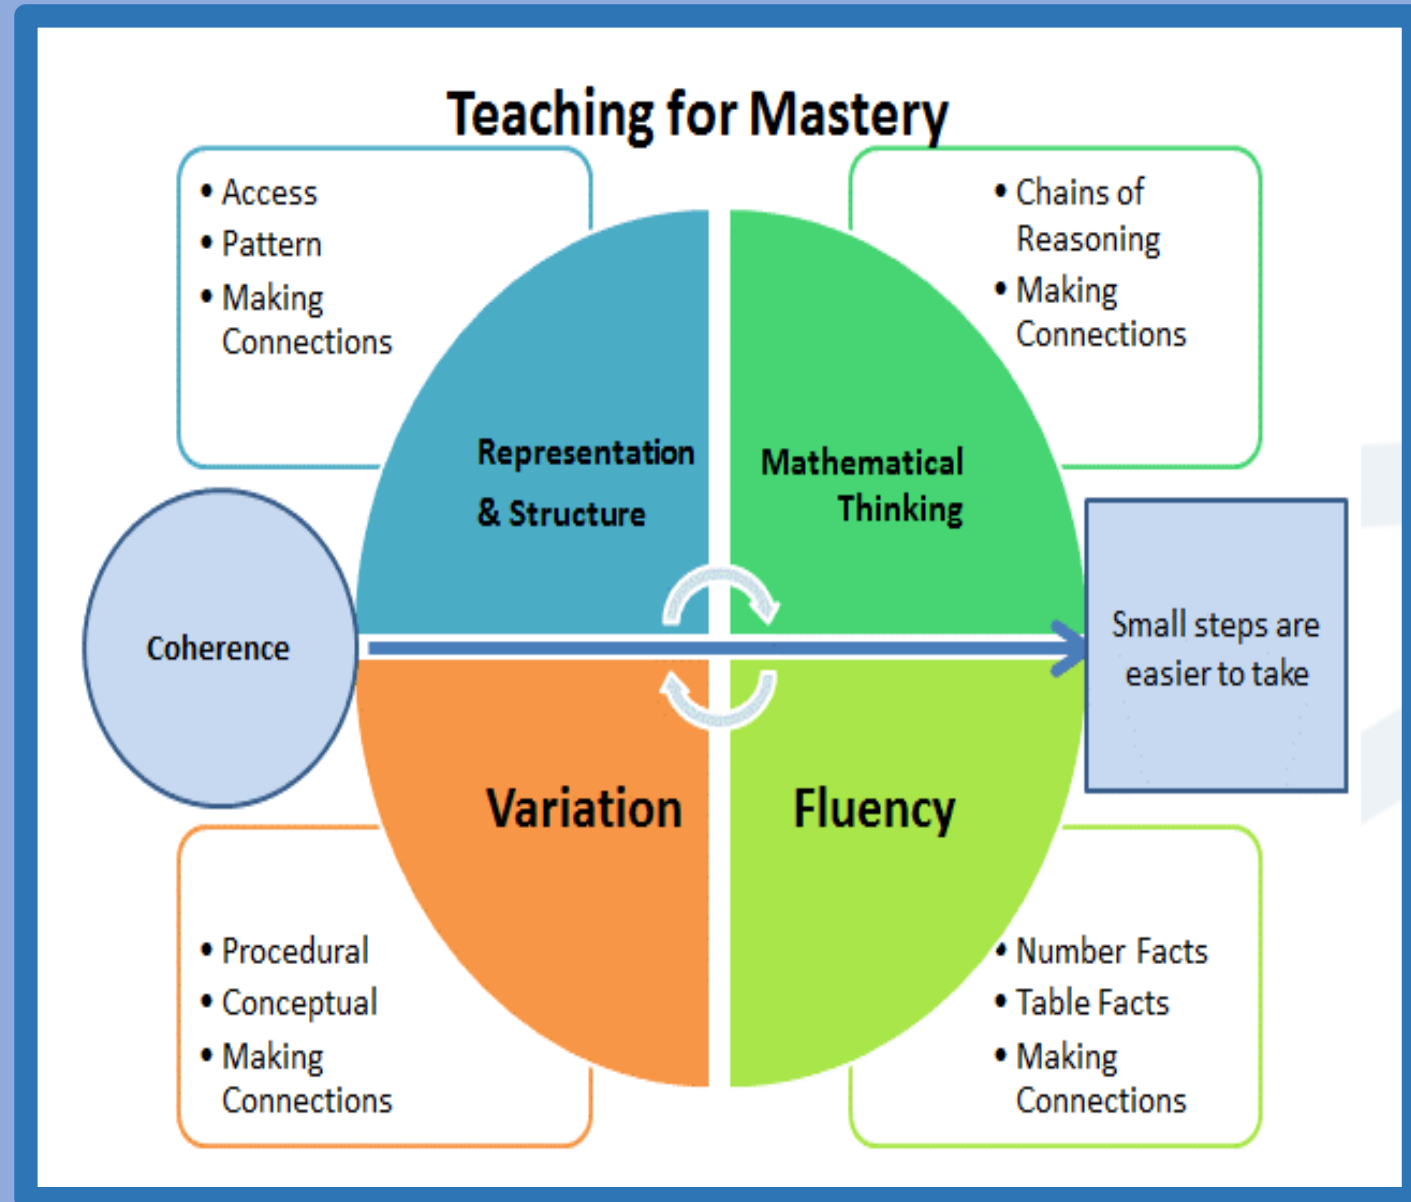 Teaching for Mastery
• Access
• Pattern
• Making
Connections
• Chains of
Reasoning
• Making
Connections
Representation
& Structure
Mathematical
Thinking
Coherence
Small steps are
easier to take
Variation
Fluency
• Procedural
• Conceptual
• Making
Connections
• Number Facts
• Table Facts
• Making
Connections